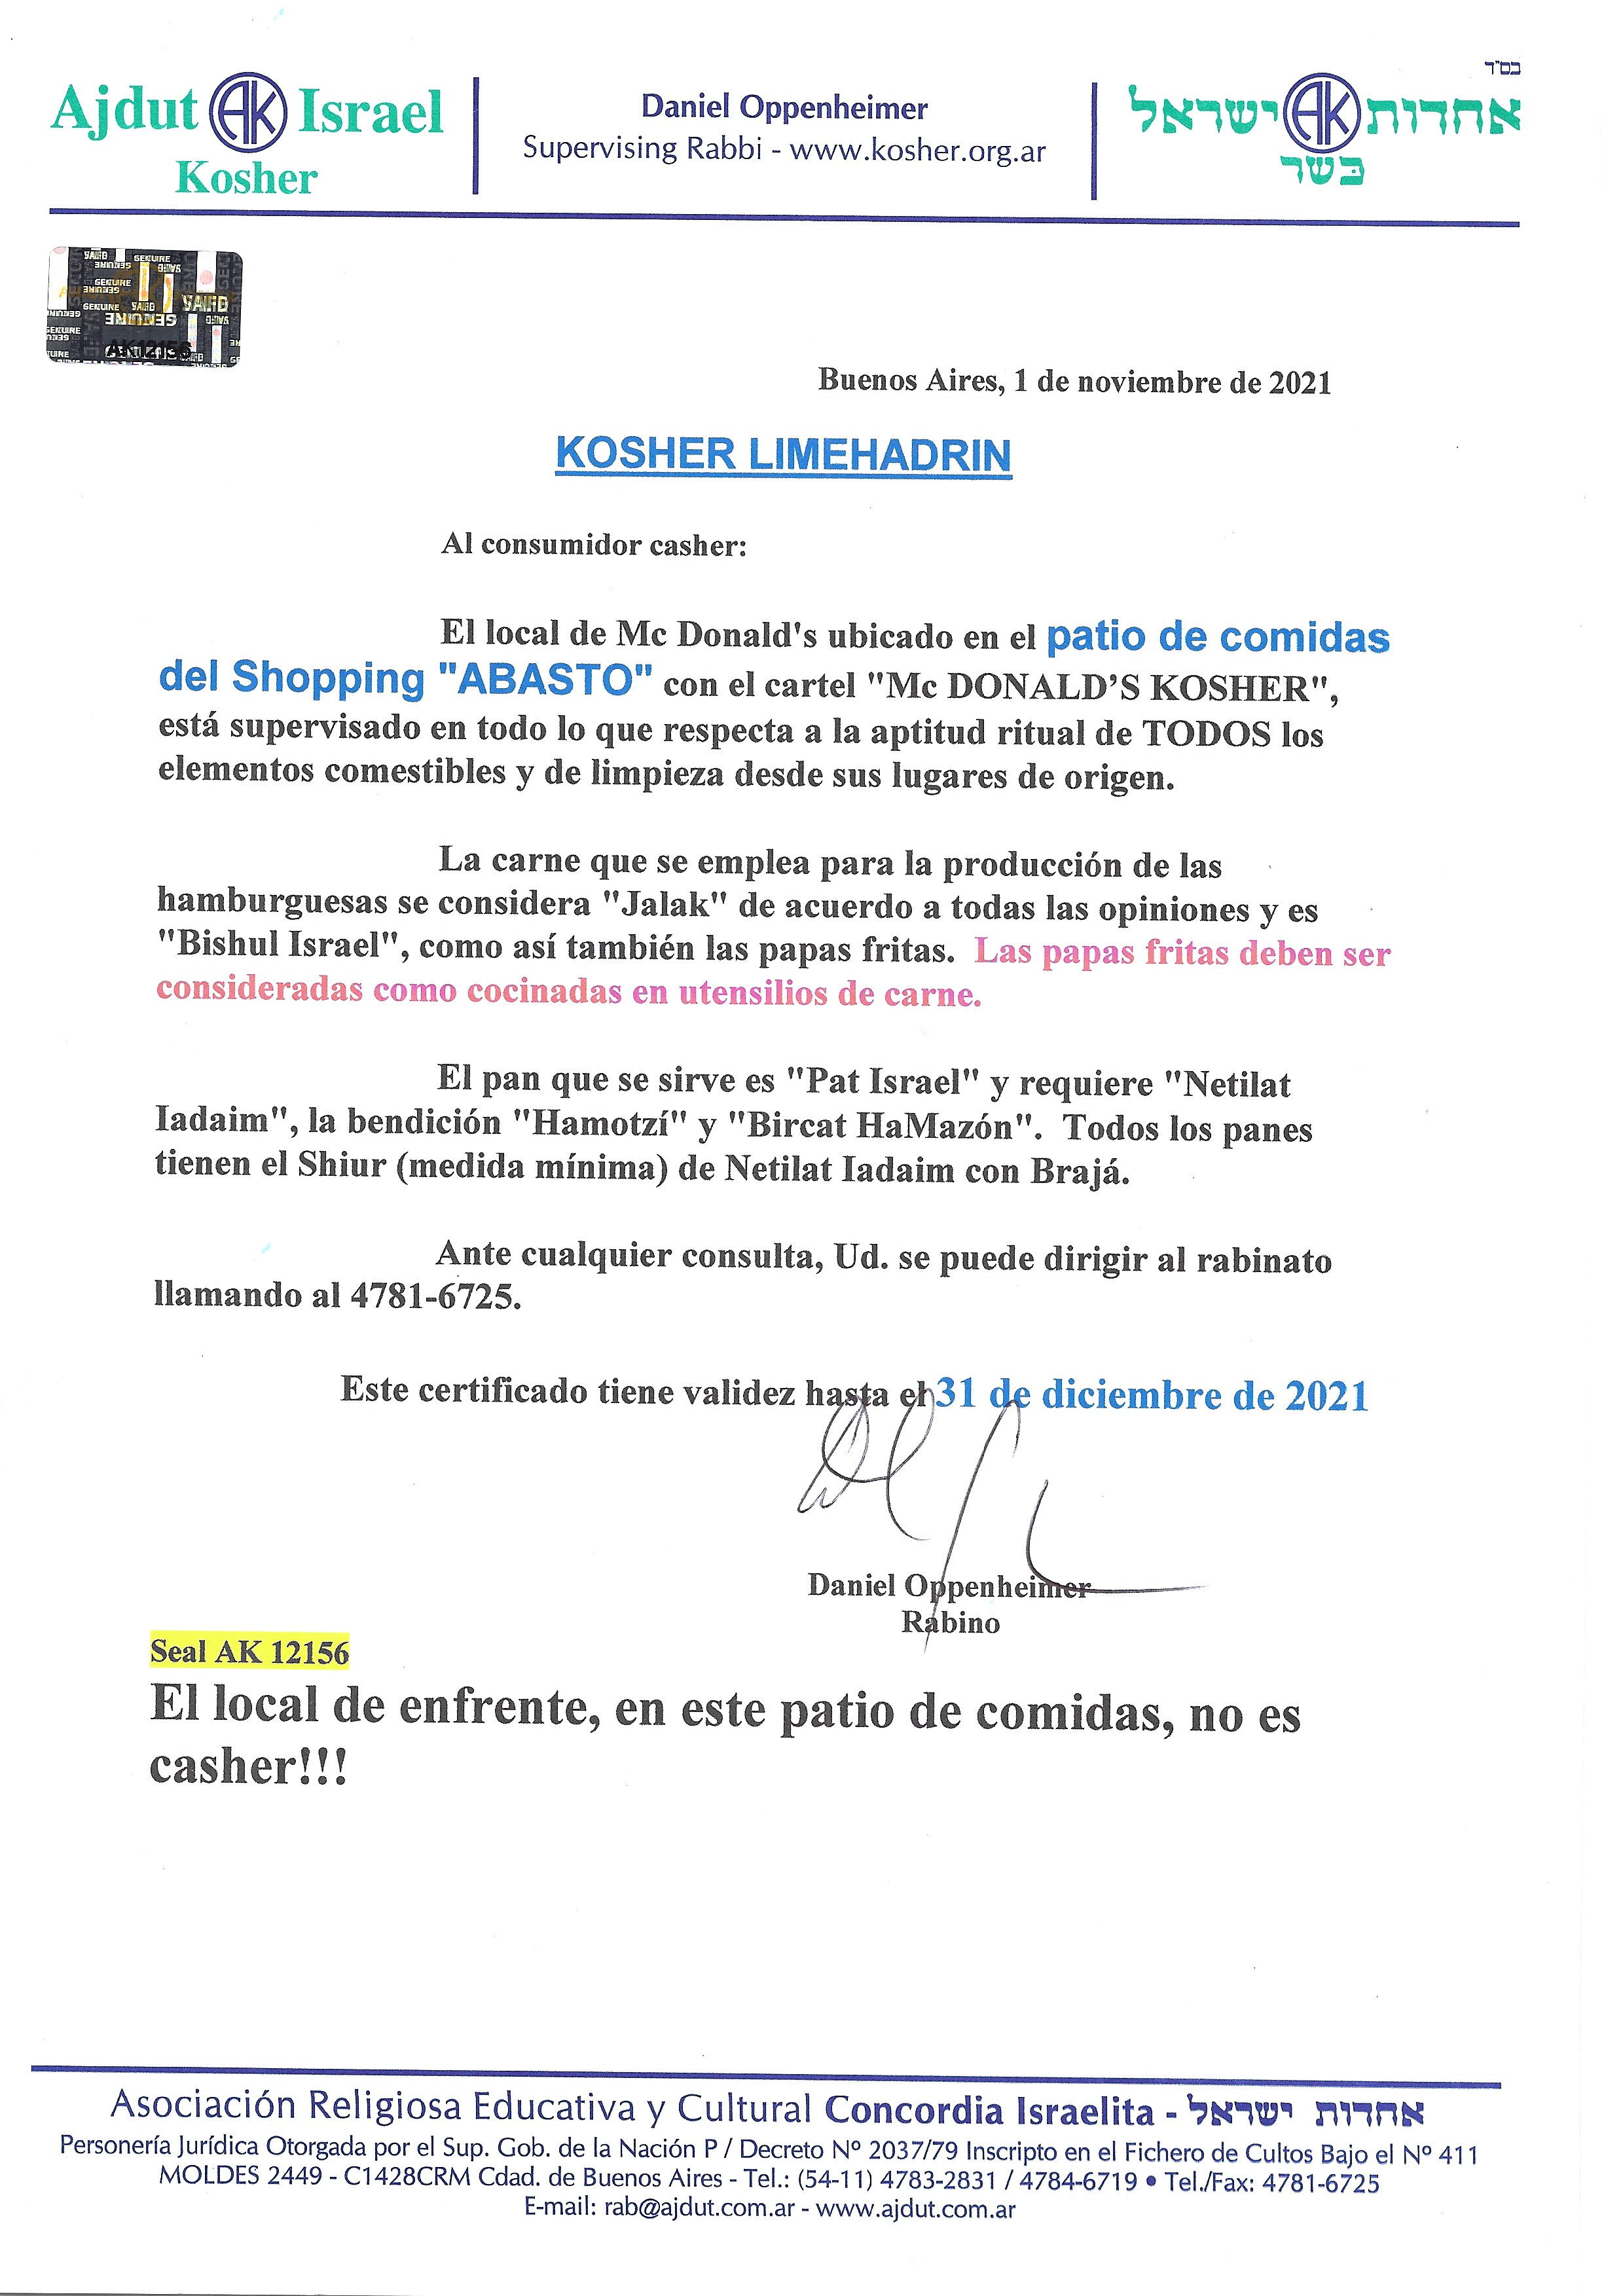 בס"ד
Ajdut AK Israel
Kosher
Daniel Oppenheimer
Supervising Rabbi - www.kosher.org.ar
אחדות AK ישראל
כשר
GENUINE
VALID
AK12156
Buenos Aires, 1 de noviembre de 2021
KOSHER LIMEHADRIN
Al consumidor casher:
El local de Mc Donald's ubicado en el patio de comidas
del Shopping "ABASTO" con el cartel "Mc DONALD'S KOSHER",
está supervisado en todo lo que respecta a la aptitud ritual de TODOS los
elementos comestibles y de limpieza desde sus lugares de origen.
La carne que se emplea para la producción de las
hamburguesas se considera "Jalak" de acuerdo a todas las opiniones y es
"Bishul Israel", como así también las papas fritas. Las papas fritas deben ser
consideradas como cocinadas en utensilios de carne.
El pan que se sirve es "Pat Israel" y requiere "Netilat
Iadaim", la bendición "Hamotzí" y "Bircat HaMazón". Todos los panes
tienen el Shiur (medida mínima) de Netilat Iadaim con Brajá.
Ante cualquier consulta, Ud. se puede dirigir al rabinato
llamando al 4781-6725.
Este certificado tiene validez hasta el 31 de diciembre de 2021
Daniel Oppenheimer
Rabino
Seal AK 12156
El local de enfrente, en este patio de comidas, no es
casher!!!
Asociación Religiosa Educativa y Cultural Concordia Israelita - אחדות ישראל
Personería Jurídica Otorgada por el Sup. Gob. de la Nación P / Decreto Nº 2037/79 Inscripto en el Fichero de Cultos Bajo el Nº 411
MOLDES 2449 - C1428CRM Cdad. de Buenos Aires - Tel.: (54-11) 4783-2831 / 4784-6719 • Tel./Fax: 4781-6725
E-mail: rab@ajdut.com.ar - www.ajdut.com.ar